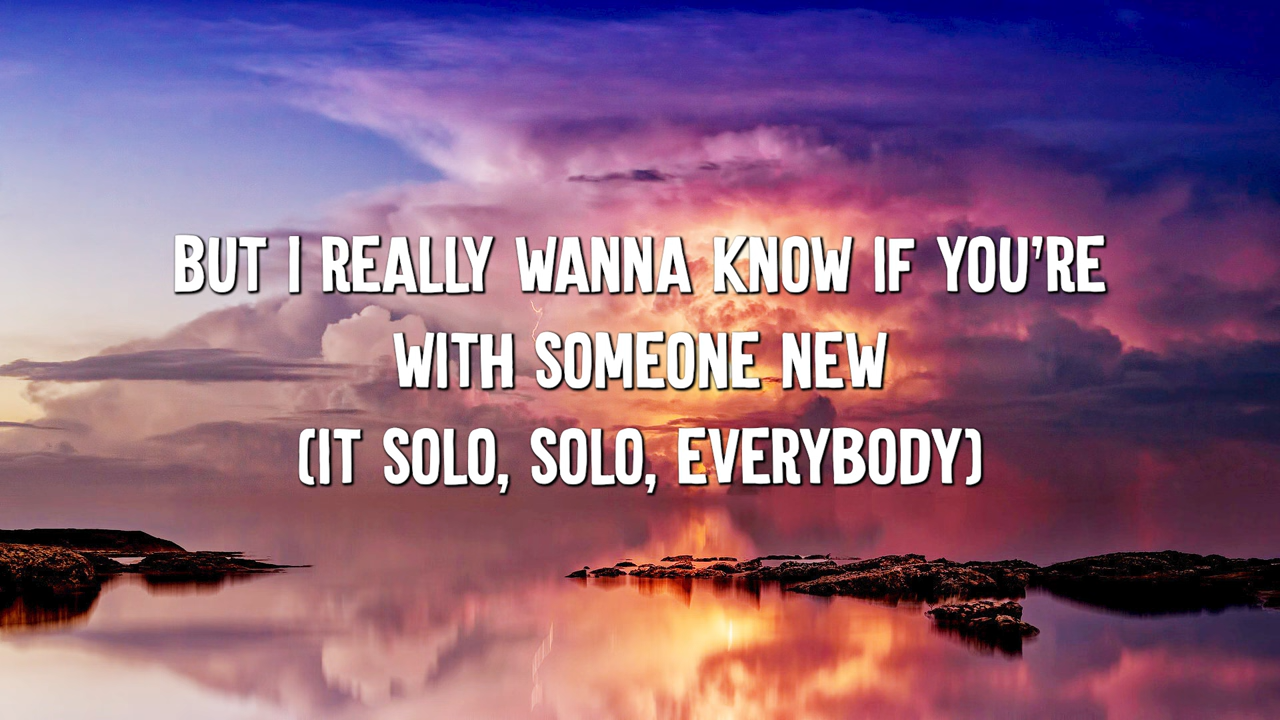 BUT I REALLY WANNA KNOW IF YOU'RE
WITH SOMEONE NEW
(IT SOLO, SOLO, EVERYBODY)